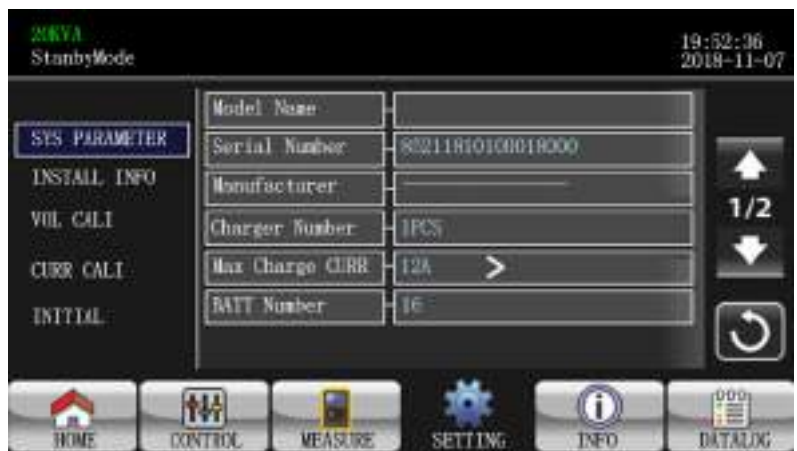 20KVA
StanbyMode
19:52:36
2018-11-07
SYS PARAMETER
INSTALL INFO
VOL CALI
CURR CALI
INITIAL
Model Name
Serial Number
Manufacturer
Charger Number 1PCS
Max Charge CURR 12A >
BATT Number 16
1/2
HOME CONTROL MEASURE SETTING INFO DATALOG